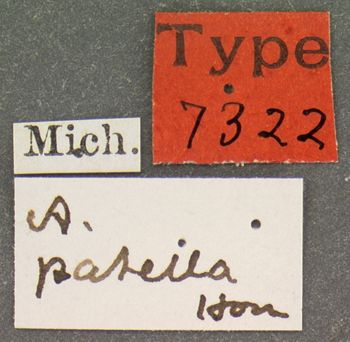 Type
7322
Mich.
A.
patella
Horn